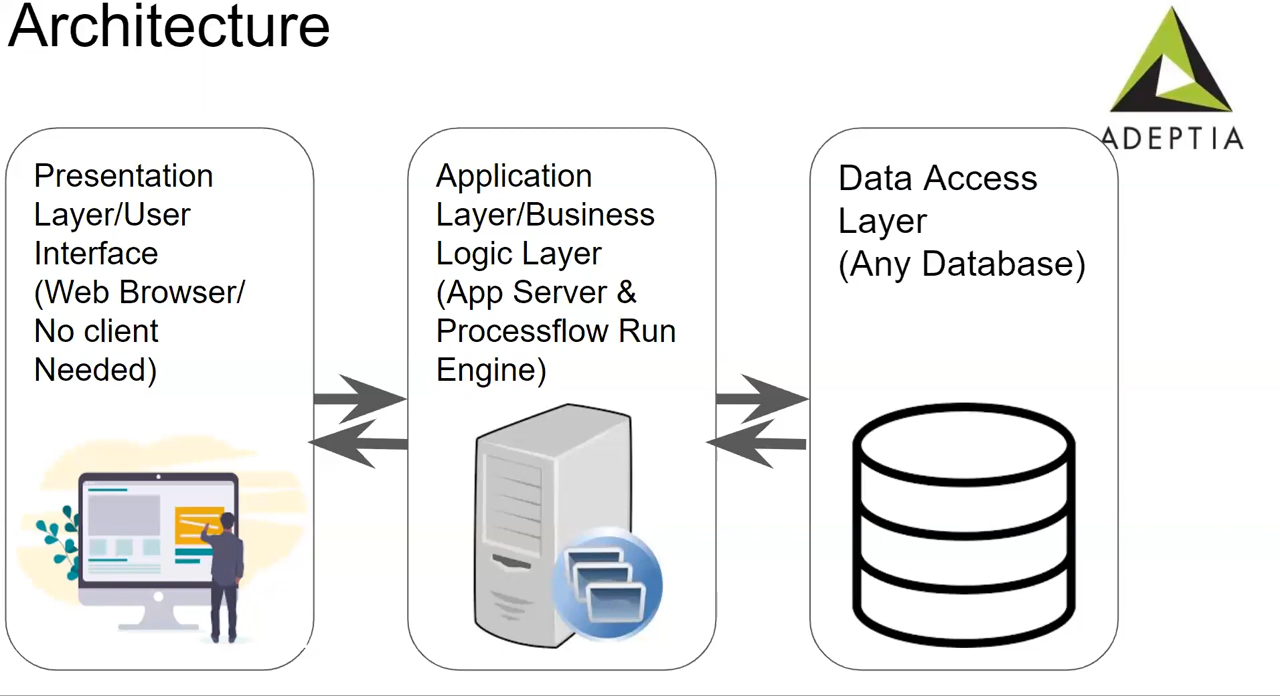 Architecture
ADEPTIA
Presentation
Layer/User
Interface
(Web Browser/
No client
Needed)
Application
Layer/Business
Logic Layer
(App Server &
Processflow Run
Engine)
Data Access
Layer
(Any Database)